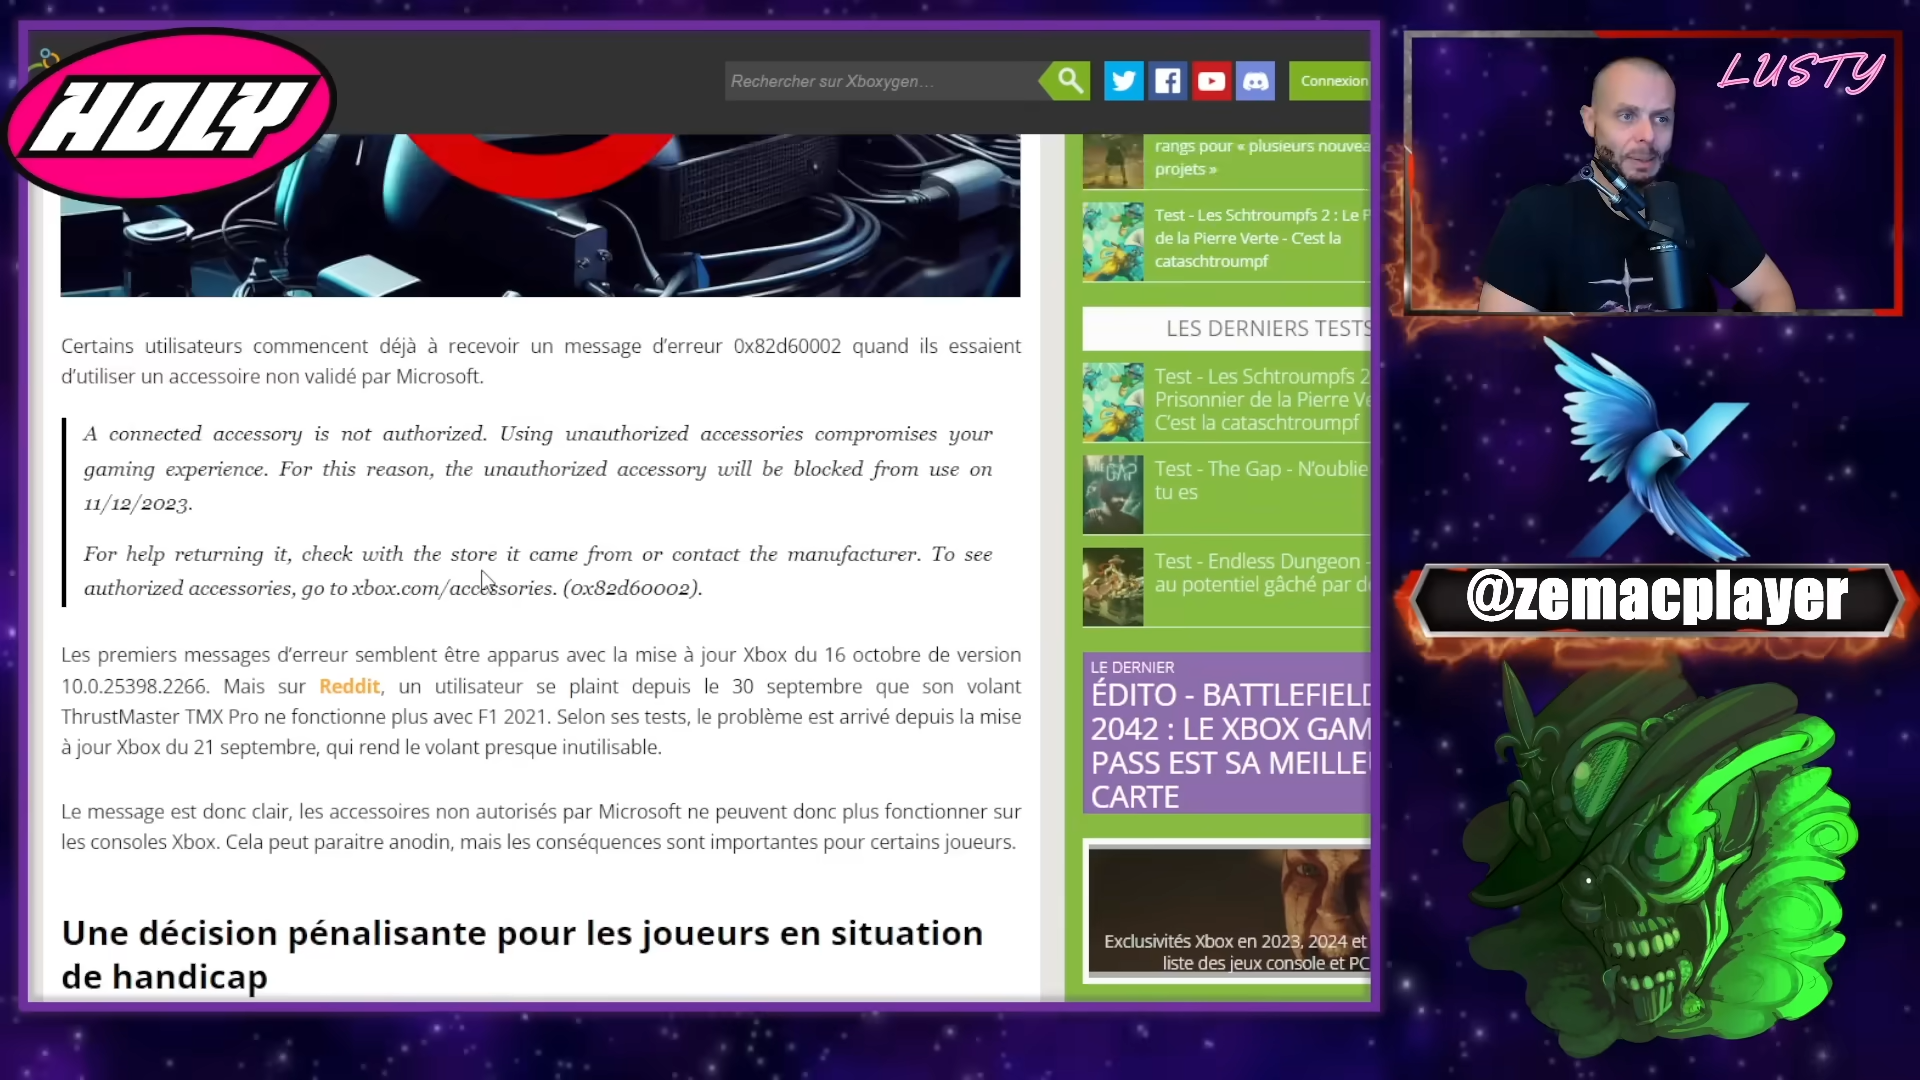 HOLY
Rechercher sur Xboxygen...
Connexion
rangs pour « plusieurs nouvea
projets »
Test - Les Schtroumpfs 2 : Le P
de la Pierre Verte - C'est la
cataschtroumpf
LES DERNIERS TESTS
Test - Les Schtroumpfs 2
Prisonnier de la Pierre Ve
C'est la cataschtroumpf
Test - The Gap - N'oublie
tu es
THE GAP
Test - Endless Dungeon -
au potentiel gâché par de
LE DERNIER
ÉDITO - BATTLEFIELD
2042 : LE XBOX GAM
PASS EST SA MEILLEU
CARTE
Exclusivités Xbox en 2023, 2024 et
liste des jeux console et PC
Certains utilisateurs commencent déjà à recevoir un message d'erreur 0x82d60002 quand ils essaient
d'utiliser un accessoire non validé par Microsoft.
A connected accessory is not authorized. Using unauthorized accessories compromises your
gaming experience. For this reason, the unauthorized accessory will be blocked from use on
11/12/2023.
For help returning it, check with the store it came from or contact the manufacturer. To see
authorized accessories, go to xbox.com/accessories. (0x82d60002).
Les premiers messages d'erreur semblent être apparus avec la mise à jour Xbox du 16 octobre de version
10.0.25398.2266. Mais sur Reddit, un utilisateur se plaint depuis le 30 septembre que son volant
ThrustMaster TMX Pro ne fonctionne plus avec F1 2021. Selon ses tests, le problème est arrivé depuis la mise
à jour Xbox du 21 septembre, qui rend le volant presque inutilisable.
Le message est donc clair, les accessoires non autorisés par Microsoft ne peuvent donc plus fonctionner sur
les consoles Xbox. Cela peut paraitre anodin, mais les conséquences sont importantes pour certains joueurs.
Une décision pénalisante pour les joueurs en situation
de handicap
LUSTY
@zemacplayer